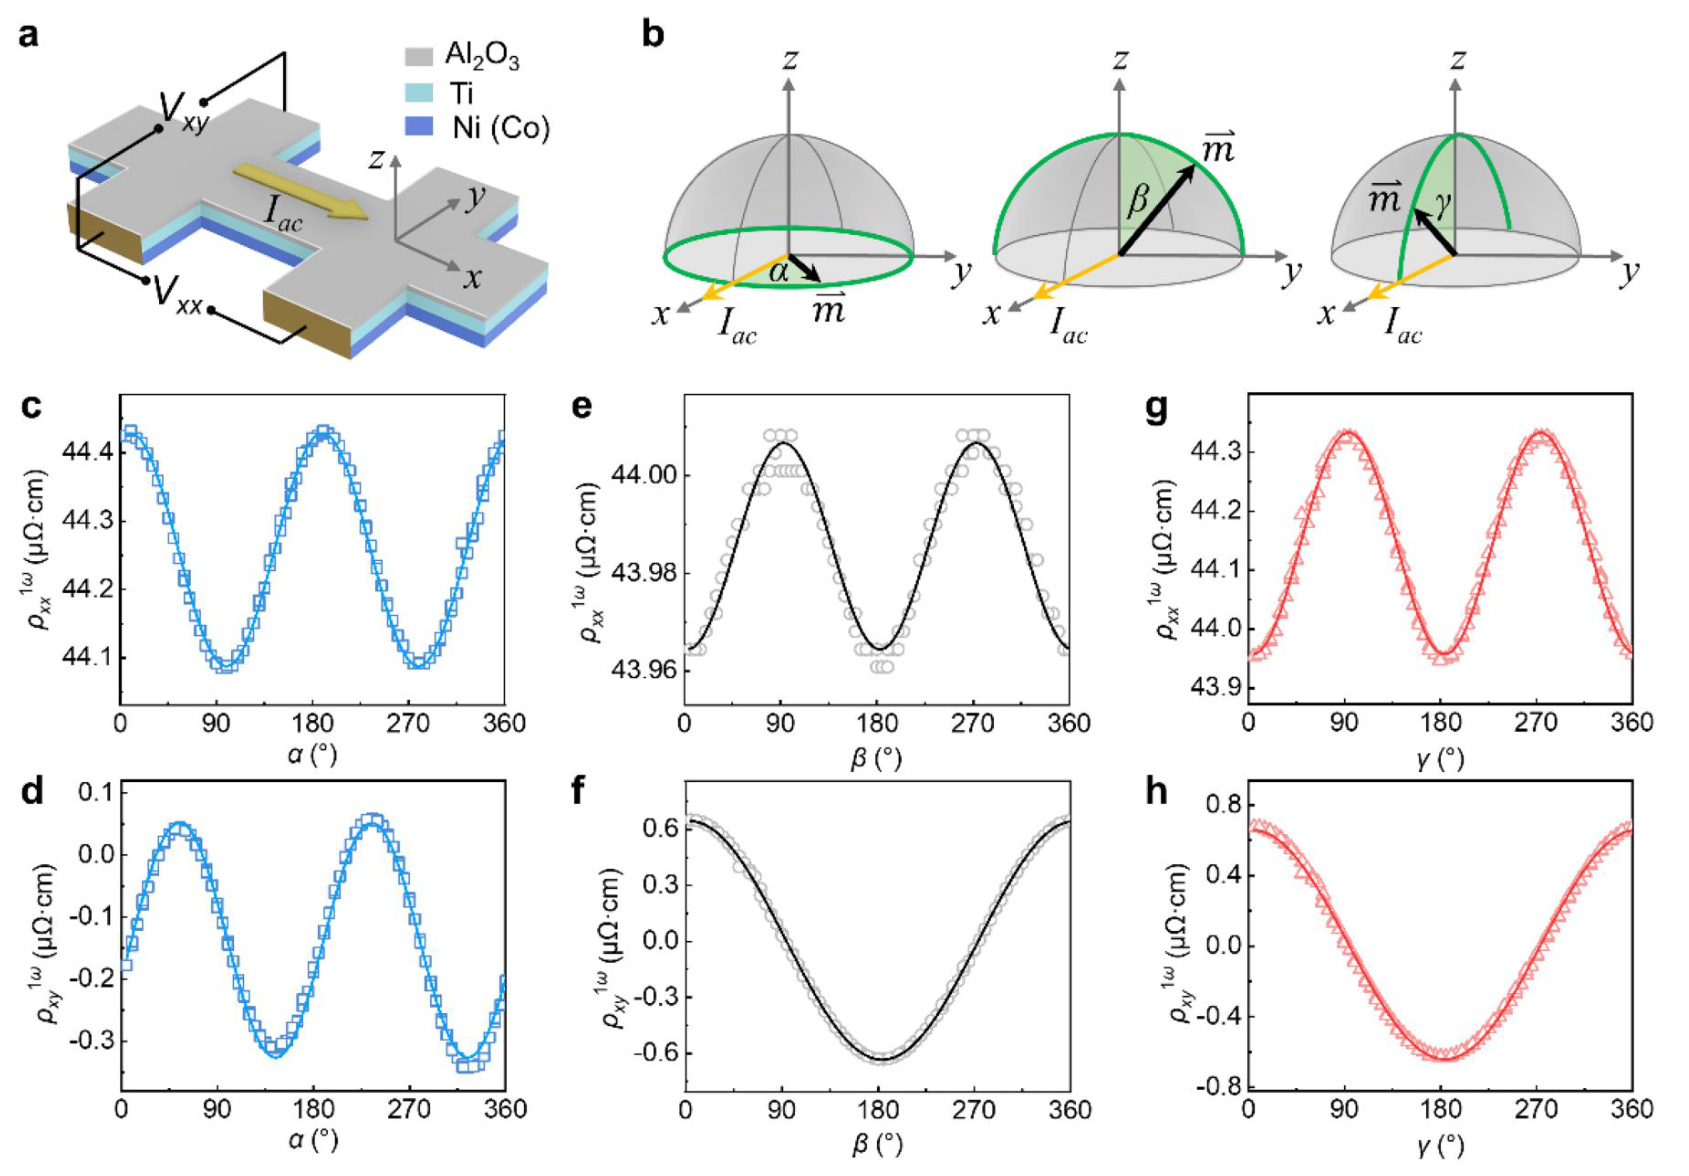 a
Al₂O₃
Ti
Ni (Co)
Vxy
Vxx
Iac
z
y
x
b
z
y
x
α
m
Iac
z
y
x
β
m
Iac
z
y
x
γ
m
Iac
c
ρxx¹ω (μΩ·cm)
44.4
44.3
44.2
44.1
0 90 180 270 360
α (°)
e
ρxx¹ω (μΩ·cm)
44.00
43.98
43.96
0 90 180 270 360
β (°)
g
ρxx¹ω (μΩ·cm)
44.3
44.2
44.1
44.0
43.9
0 90 180 270 360
γ (°)
d
ρxy¹ω (μΩ·cm)
0.1
0.0
-0.1
-0.2
-0.3
0 90 180 270 360
α (°)
f
ρxy¹ω (μΩ·cm)
0.6
0.3
0.0
-0.3
-0.6
0 90 180 270 360
β (°)
h
ρxy¹ω (μΩ·cm)
0.8
0.4
0.0
-0.4
-0.8
0 90 180 270 360
γ (°)